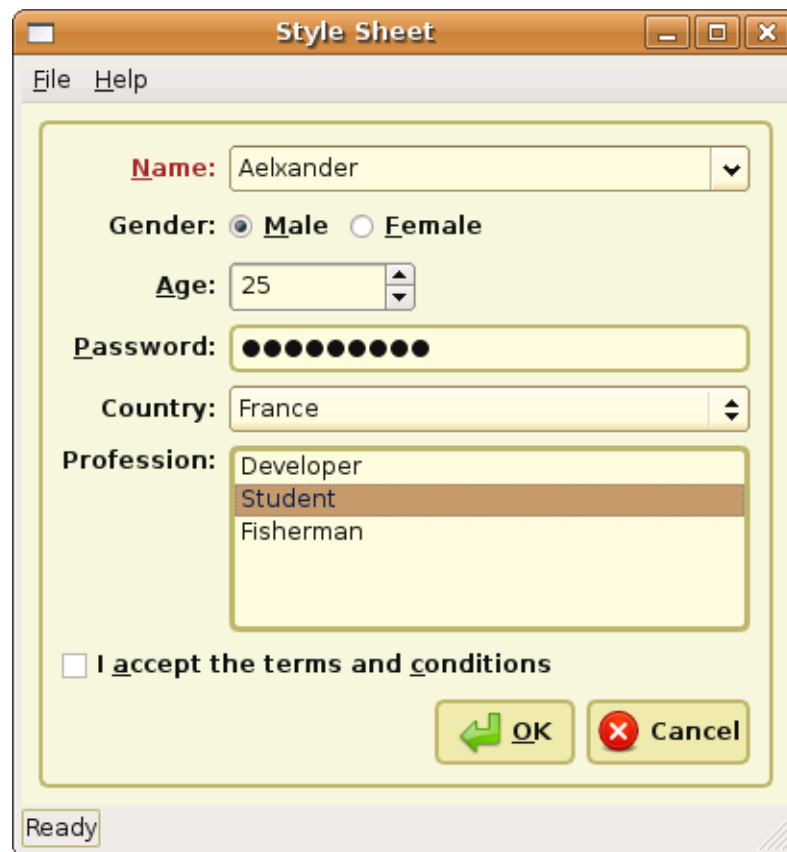 Style Sheet
File Help
Name: Aelxander
Gender: Male Female
Age: 25
Password: ●●●●●●●●●
Country: France
Profession: Developer
Student
Fisherman
I accept the terms and conditions
OK Cancel
Ready